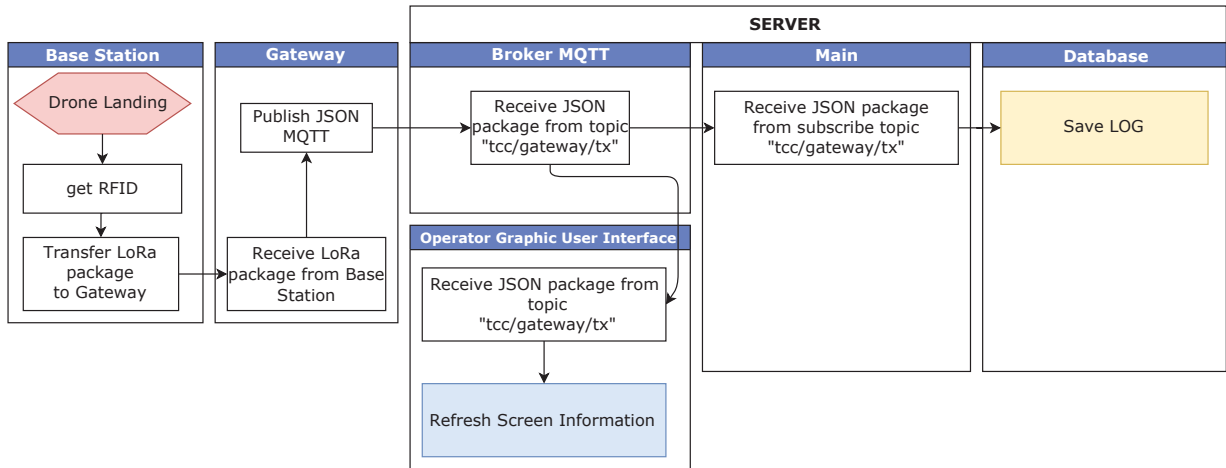 SERVER
Base Station
Gateway
Broker MQTT
Main
Database
Drone Landing
get RFID
Transfer LoRa
package
to Gateway
Publish JSON
MQTT
Receive LoRa
package from Base
Station
Receive JSON
package from topic
"tcc/gateway/tx"
Receive JSON package
from subscribe topic
"tcc/gateway/tx"
Save LOG
Operator Graphic User Interface
Receive JSON package from
topic
"tcc/gateway/tx"
Refresh Screen Information